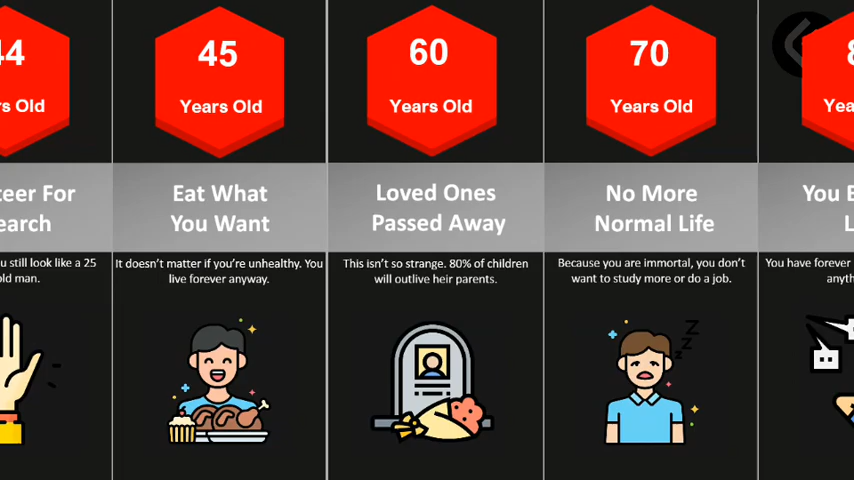 44
s Old
teer For
earch
u still look like a 25
old man.
45
Years Old
Eat What
You Want
It doesn't matter if you're unhealthy. You
live forever anyway.
60
Years Old
Loved Ones
Passed Away
This isn't so strange. 80% of children
will outlive heir parents.
70
Years Old
No More
Normal Life
Because you are immortal, you don't
want to study more or do a job.
Z
Z
Z
8
Yea
You B
L
You have forever
anyth